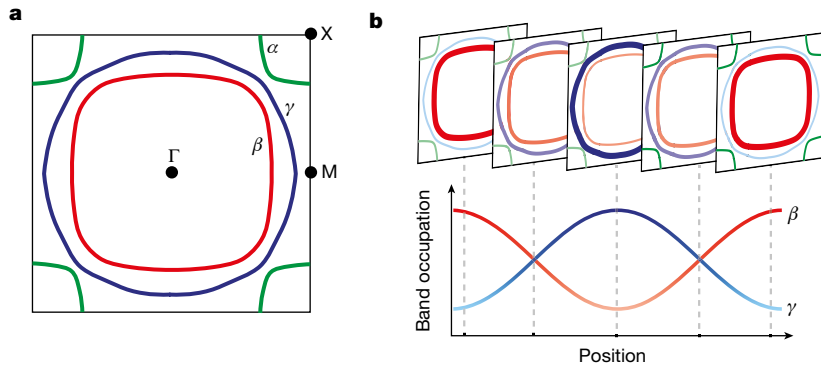 a
X
α
γ
β
Γ
M
b
Band occupation
β
γ
Position